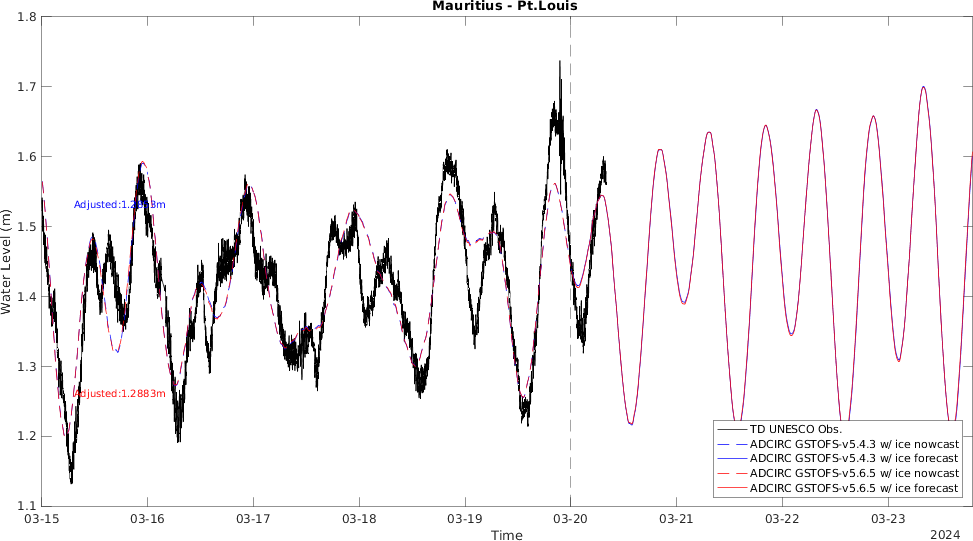 Mauritius - Pt.Louis
1.8
1.7
1.6
1.5
1.4
1.3
1.2
1.1
Water Level (m)
Adjusted:
Adjusted:1.2883m
TD UNESCO Obs.
ADCIRC GSTOFS-v5.4.3 w/ ice nowcast
ADCIRC GSTOFS-v5.4.3 w/ ice forecast
ADCIRC GSTOFS-v5.6.5 w/ ice nowcast
ADCIRC GSTOFS-v5.6.5 w/ ice forecast
03-15 03-16 03-17 03-18 03-19 03-20 03-21 03-22 03-23
Time
2024